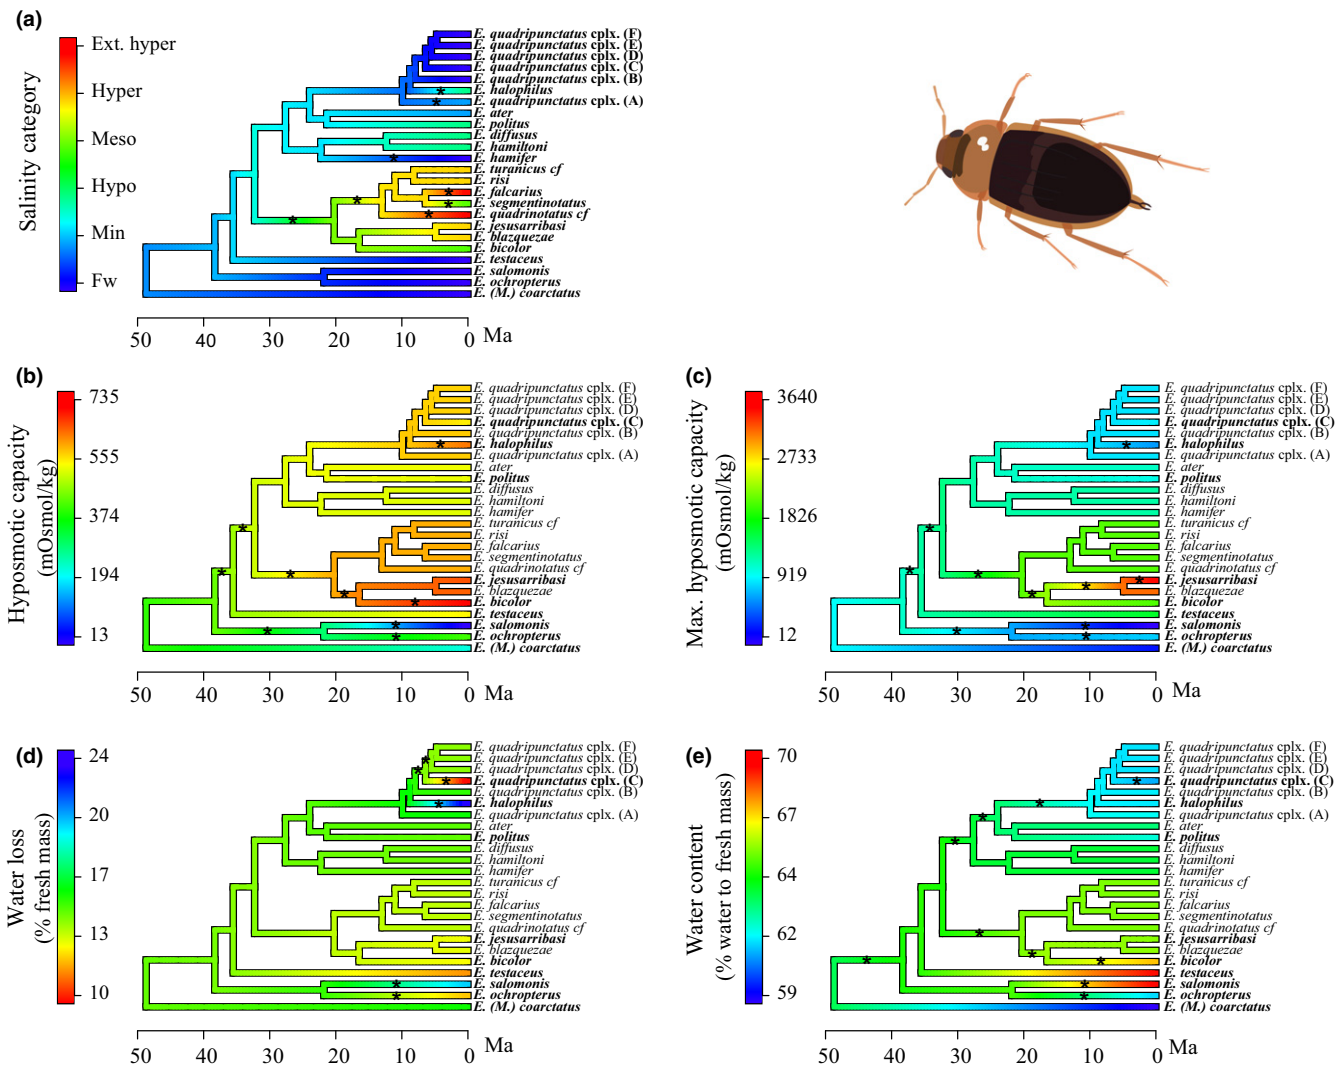 (a)
Salinity category
Ext. hyper
Hyper
Meso
Hypo
Min
Fw
E. quadripunctatus cplx. (F)
E. quadripunctatus cplx. (E)
E. quadripunctatus cplx. (D)
E. quadripunctatus cplx. (C)
E. quadripunctatus cplx. (B)
E. halophilus
E. quadripunctatus cplx. (A)
E. ater
E. politus
E. diffusus
E. hamiltoni
E. hamifer
E. turanicus cf
E. risi
E. falcarius
E. segmentinotatus
E. quadrinotatus cf
E. jesusarribasi
E. blazquezae
E. bicolor
E. testaceus
E. salomonis
E. ochropterus
E. (M.) coarctatus
50 40 30 20 10 0 Ma
(b)
Hyposmotic capacity
(mOsmol/kg)
735
555
374
194
13
E. quadripunctatus cplx. (F)
E. quadripunctatus cplx. (E)
E. quadripunctatus cplx. (D)
E. quadripunctatus cplx. (C)
E. quadripunctatus cplx. (B)
E. halophilus
E. quadripunctatus cplx. (A)
E. ater
E. politus
E. diffusus
E. hamiltoni
E. hamifer
E. turanicus cf
E. risi
E. falcarius
E. segmentinotatus
E. quadrinotatus cf
E. jesusarribasi
E. blazquezae
E. bicolor
E. testaceus
E. salomonis
E. ochropterus
E. (M.) coarctatus
50 40 30 20 10 0 Ma
(c)
Max. hyposmotic capacity
(mOsmol/kg)
3640
2733
1826
919
12
E. quadripunctatus cplx. (F)
E. quadripunctatus cplx. (E)
E. quadripunctatus cplx. (D)
E. quadripunctatus cplx. (C)
E. quadripunctatus cplx. (B)
E. halophilus
E. quadripunctatus cplx. (A)
E. ater
E. politus
E. diffusus
E. hamiltoni
E. hamifer
E. turanicus cf
E. risi
E. falcarius
E. segmentinotatus
E. quadrinotatus cf
E. jesusarribasi
E. blazquezae
E. bicolor
E. testaceus
E. salomonis
E. ochropterus
E. (M.) coarctatus
50 40 30 20 10 0 Ma
(d)
Water loss
(% fresh mass)
24
20
17
13
10
E. quadripunctatus cplx. (F)
E. quadripunctatus cplx. (E)
E. quadripunctatus cplx. (D)
E. quadripunctatus cplx. (C)
E. quadripunctatus cplx. (B)
E. halophilus
E. quadripunctatus cplx. (A)
E. ater
E. politus
E. diffusus
E. hamiltoni
E. hamifer
E. turanicus cf
E. risi
E. falcarius
E. segmentinotatus
E. quadrinotatus cf
E. jesusarribasi
E. blazquezae
E. bicolor
E. testaceus
E. salomonis
E. ochropterus
E. (M.) coarctatus
50 40 30 20 10 0 Ma
(e)
Water content
(% water to fresh mass)
70
67
64
62
59
E. quadripunctatus cplx. (F)
E. quadripunctatus cplx. (E)
E. quadripunctatus cplx. (D)
E. quadripunctatus cplx. (C)
E. quadripunctatus cplx. (B)
E. halophilus
E. quadripunctatus cplx. (A)
E. ater
E. politus
E. diffusus
E. hamiltoni
E. hamifer
E. turanicus cf
E. risi
E. falcarius
E. segmentinotatus
E. quadrinotatus cf
E. jesusarribasi
E. blazquezae
E. bicolor
E. testaceus
E. salomonis
E. ochropterus
E. (M.) coarctatus
50 40 30 20 10 0 Ma